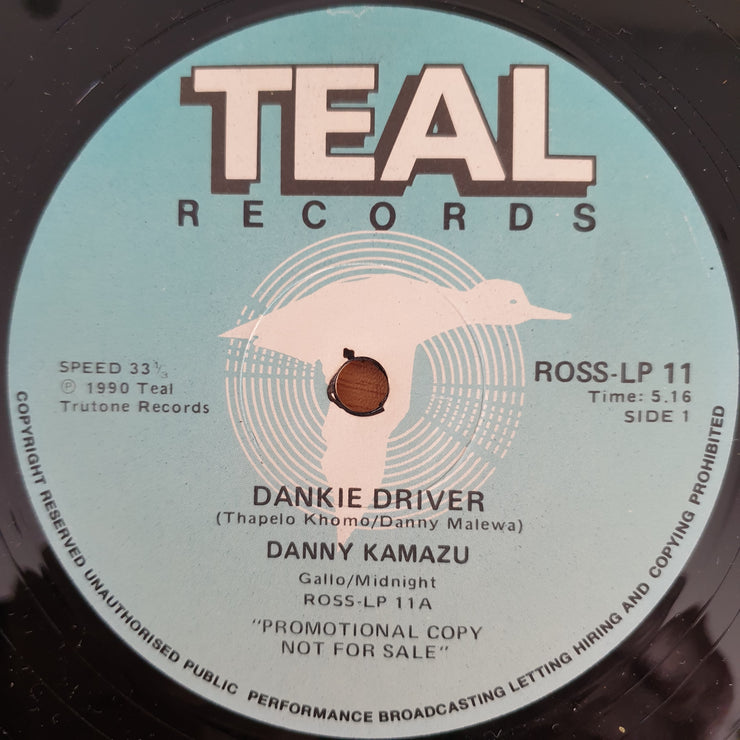 TEAL
RECORDS
SPEED 33 ⅓
Ⓟ 1990 Teal
Trutone Records
ROSS-LP 11
Time: 5.16
SIDE 1
DANKIE DRIVER
(Thapelo Khomo/Danny Malewa)
DANNY KAMAZU
Gallo/Midnight
ROSS-LP 11A
"PROMOTIONAL COPY
NOT FOR SALE"
COPYRIGHT RESERVED UNAUTHORISED PUBLIC PERFORMANCE BROADCASTING LETTING HIRING AND COPYING PROHIBITED